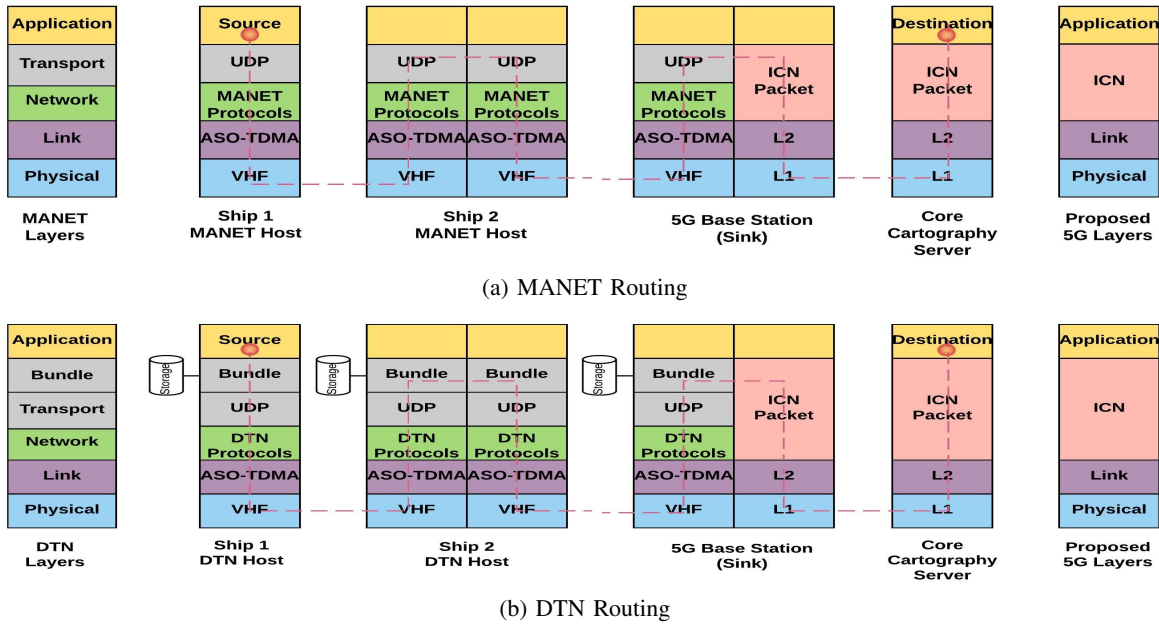 Application Source Destination Application
Transport UDP UDP UDP UDP ICN ICN ICN
Packet Packet
Network MANET MANET MANET MANET
Protocols Protocols Protocols Protocols
Link ASO-TDMA ASO-TDMA ASO-TDMA ASO-TDMA L2 L2 Link
Physical VHF VHF VHF VHF L1 L1 Physical
MANET Ship 1 Ship 2 5G Base Station Core Proposed
Layers MANET Host MANET Host (Sink) Cartography 5G Layers
Server
(a) MANET Routing
Application Source Destination Application
Storage Bundle Storage Bundle Bundle Storage Bundle
Bundle
Transport UDP UDP UDP UDP ICN ICN ICN
Packet Packet
Network DTN DTN DTN DTN
Protocols Protocols Protocols Protocols
Link ASO-TDMA ASO-TDMA ASO-TDMA ASO-TDMA L2 L2 Link
Physical VHF VHF VHF VHF L1 L1 Physical
DTN Ship 1 Ship 2 5G Base Station Core Proposed
Layers DTN Host DTN Host (Sink) Cartography 5G Layers
Server
(b) DTN Routing